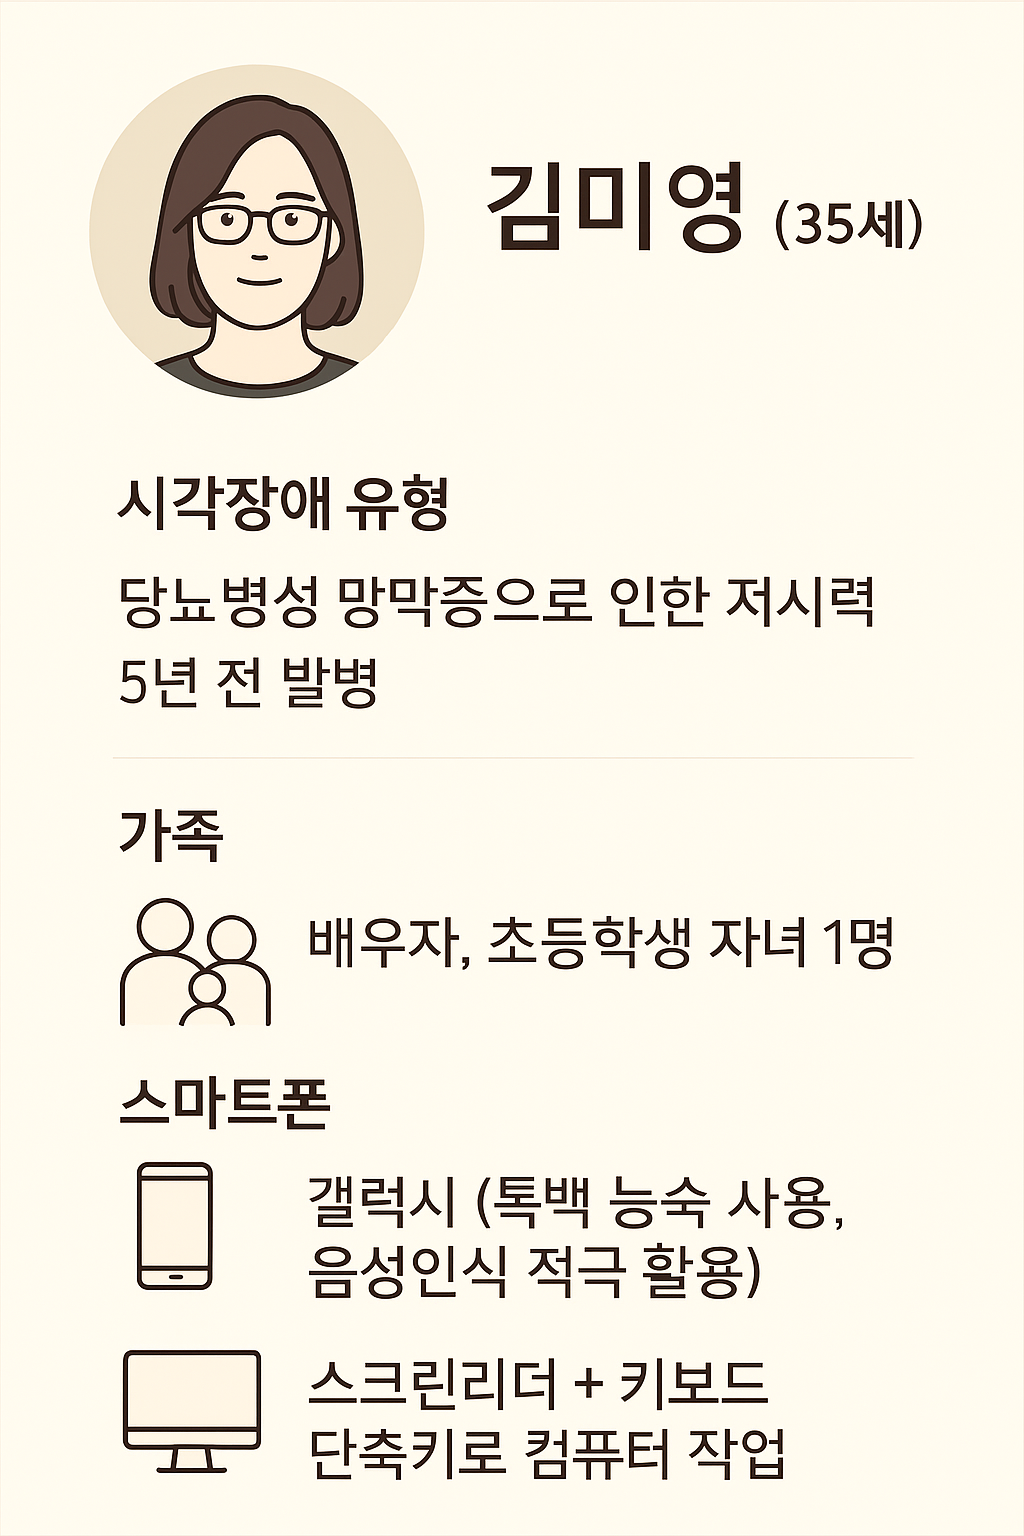 김미영 (35세)
시각장애 유형
당뇨병성 망막증으로 인한 저시력
5년 전 발병
가족
배우자, 초등학생 자녀 1명
스마트폰
갤럭시 (톡백 능숙 사용,
음성인식 적극 활용)
스크린리더 + 키보드
단축키로 컴퓨터 작업